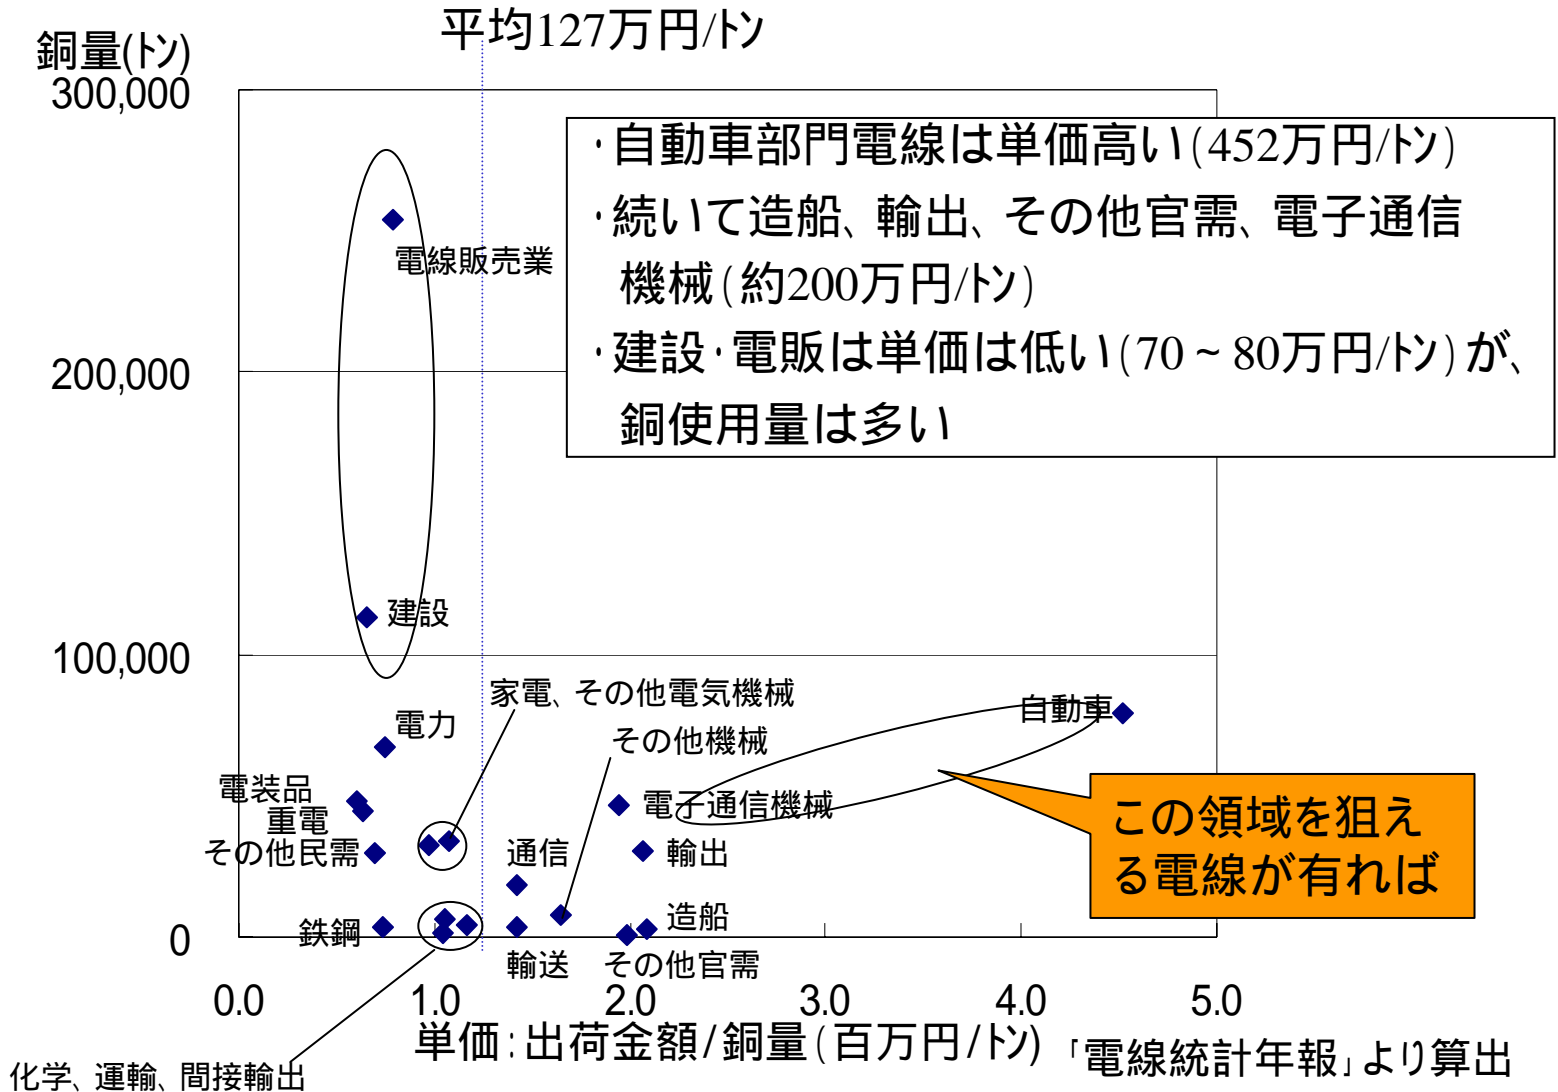 平均127万円/トン
銅量(トン)
300,000
・自動車部門電線は単価高い(452万円/トン)
・続いて造船、輸出、その他官需、電子通信
機械(約200万円/トン)
・建設・電販は単価は低い(70～80万円/トン)が、
銅使用量は多い
電線販売業
200,000
建設
100,000
家電、その他電気機械
自動車
電力
その他機械
電装品
電子通信機械
この領域を狙え
る電線が有れば
重電
その他民需
通信
輸出
鉄鋼
造船
0
輸送
その他官需
0.0
1.0
2.0
3.0
4.0
5.0
単価:出荷金額/銅量(百万円/トン)
「電線統計年報」より算出
化学、運輸、間接輸出